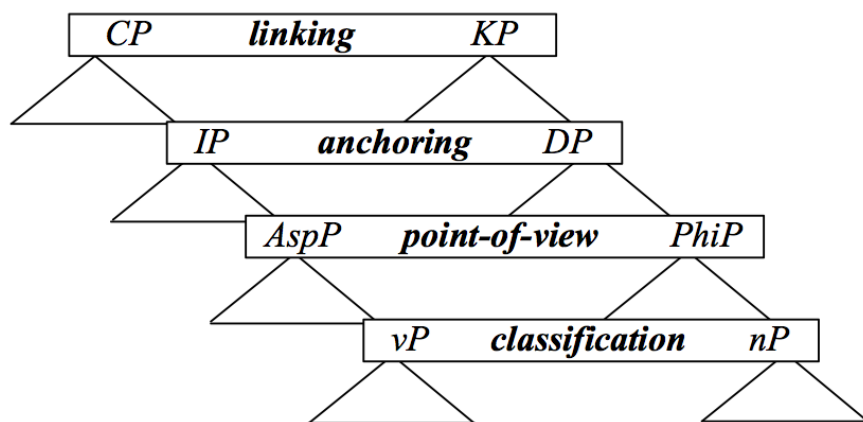 CP linking KP
IP anchoring DP
AspP point-of-view PhiP
vP classification nP